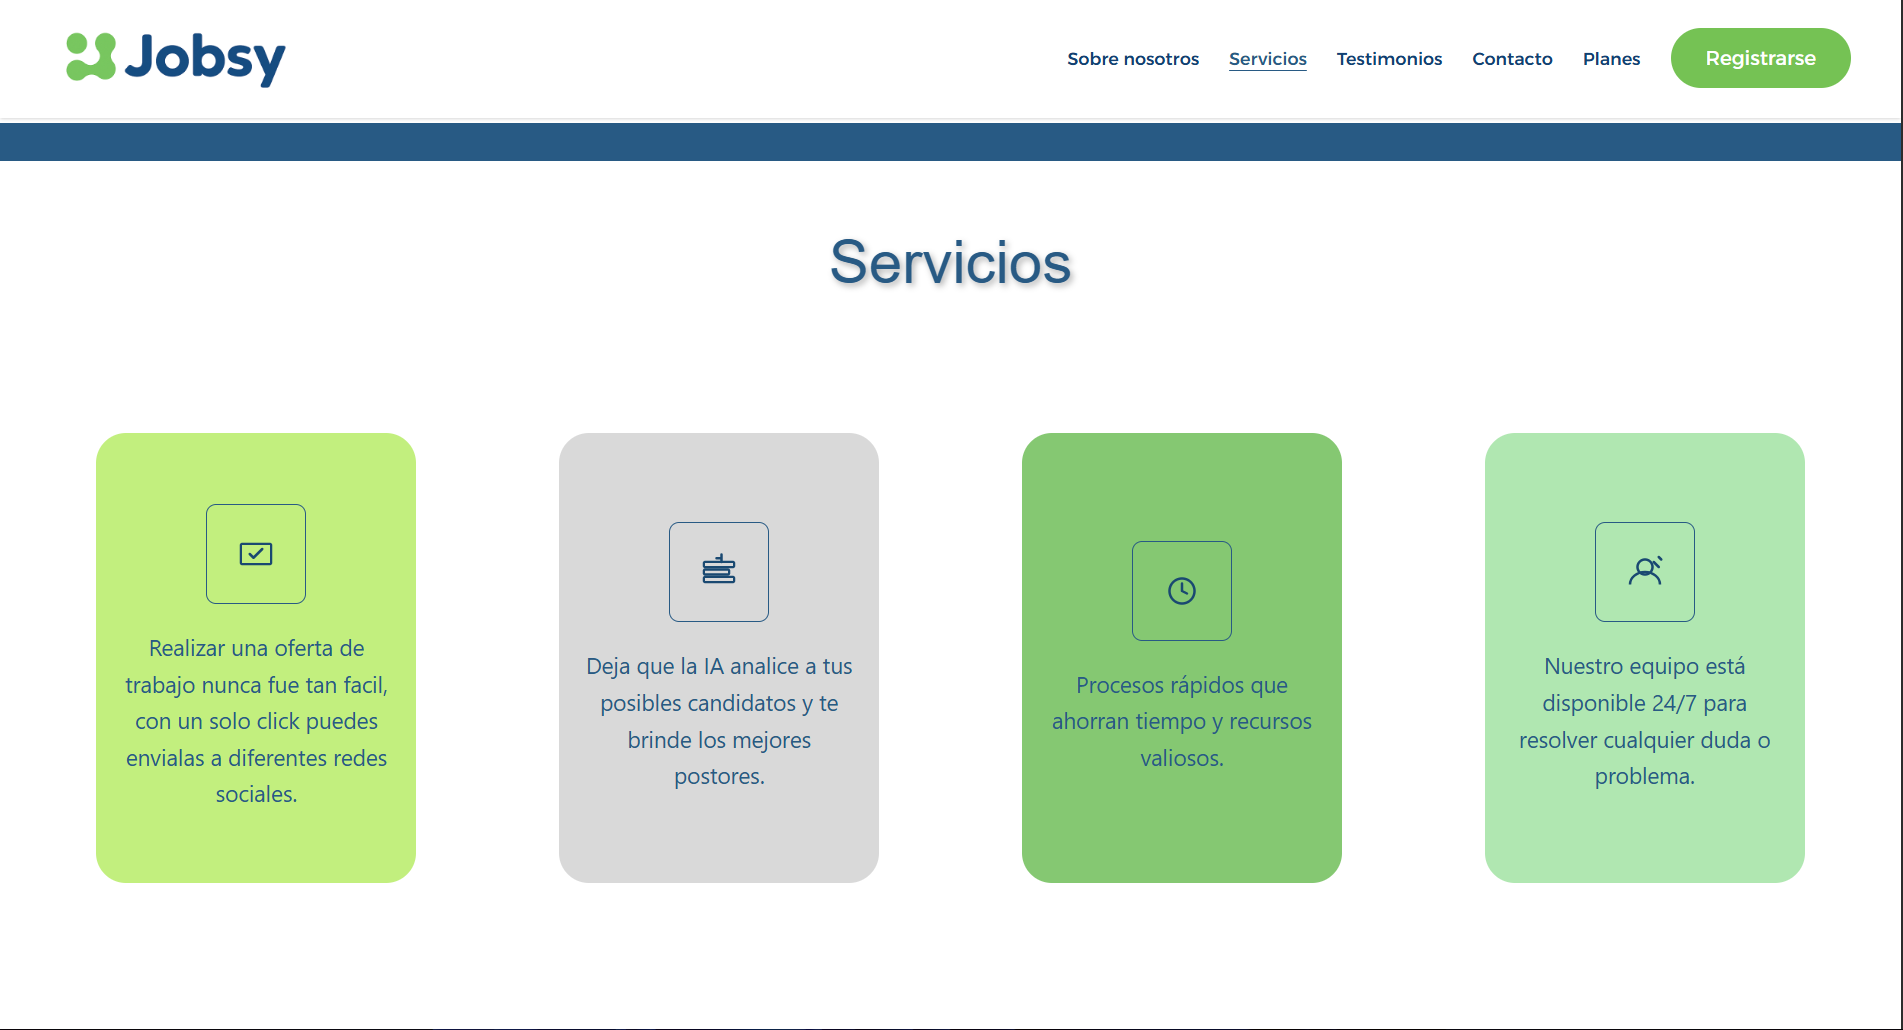 Jobsy
Sobre nosotros
Servicios
Testimonios
Contacto
Planes
Registrarse
Servicios
Realizar una oferta de
trabajo nunca fue tan facil,
con un solo click puedes
envialas a diferentes redes
sociales.
Deja que la IA analice a tus
posibles candidatos y te
brinde los mejores
postores.
Procesos rápidos que
ahorran tiempo y recursos
valiosos.
Nuestro equipo está
disponible 24/7 para
resolver cualquier duda o
problema.